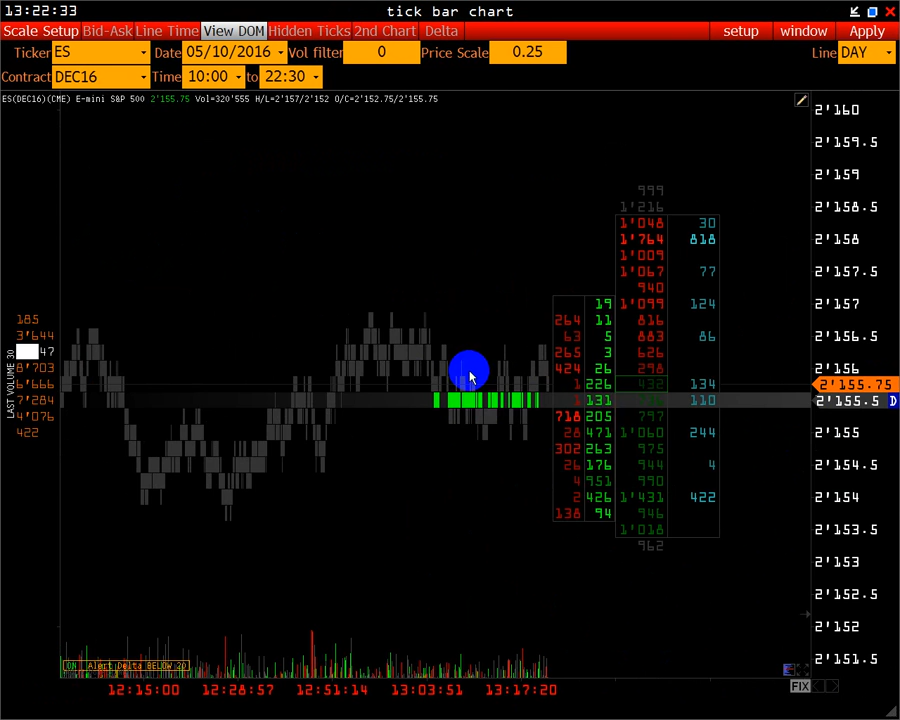 13:22:33 tick bar chart
Scale Setup Bid-Ask Line Time View DOM Hidden Ticks 2nd Chart Delta setup window Apply
Ticker ES Date 05/10/2016 Vol filter 0 Price Scale 0.25 Line DAY
Contract DEC16 Time 10:00 to 22:30
ES(DEC16)(CME) E-mini S&P 500 2'155.75 Vol=320'555 H/L=2'157/2'152 O/C=2'152.75/2'155.75
2'160
2'159.5
2'159
999
1'216 2'158.5
1'048 30
1'764 818 2'158
1'009
1'067 77 2'157.5
940
19 1'099 124 2'157
185 264 11 816
3'644 63 5 883 86 2'156.5
47 265 3 626
8'703 424 26 298 2'156
6'666 1 226 432 134 2'155.75
7'284 1 131 110 2'155.5 D
4'076 718 205 797
422 28 471 1'060 244 2'155
302 263 975
26 176 944 4 2'154.5
4 951 990
2 426 1'431 422 2'154
138 94 946
1'018 2'153.5
962
2'153
2'152.5
2'152
2'151.5
LAST VOLUME 30
ON Alert Delta BELOW 20
FIX
12:15:00 12:28:57 12:51:14 13:03:51 13:17:20